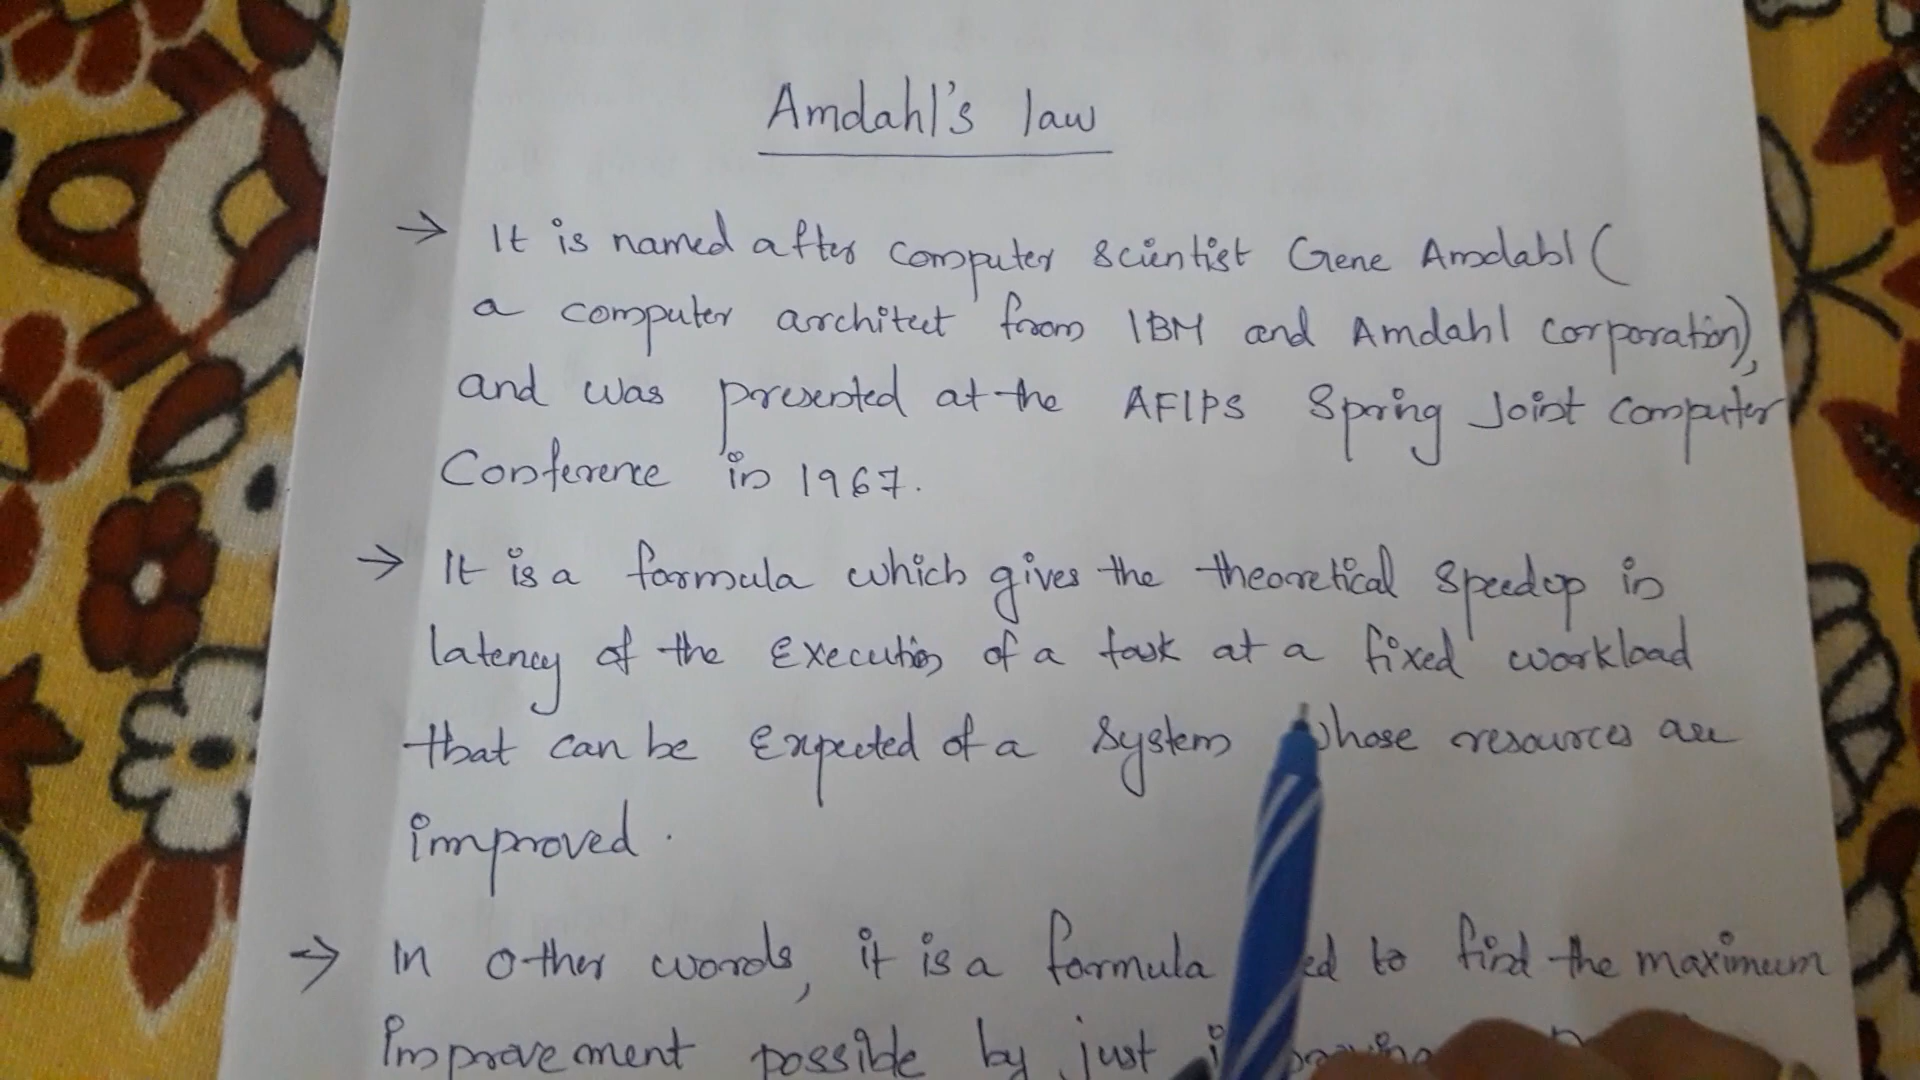 Amdahl's law
→ It is named after computer scientist Gene Amdahl (
a computer architect from IBM and Amdahl corporation),
and was presented at the AFIPS Spring Joint computer
Conference in 1967.
→ It is a formula which gives the theoretical speedup in
latency of the execution of a task at a fixed workload
that can be expected of a system whose resources are
improved.
→ In other words, it is a formula to find the maximum
improvement possible by just